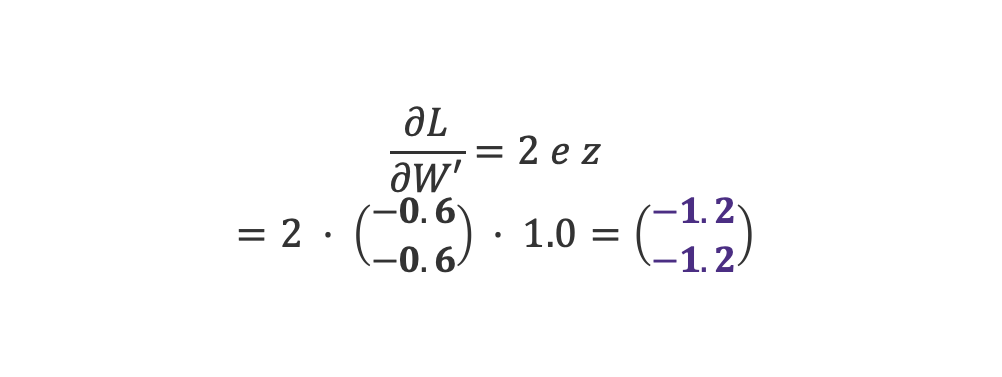 ∂L/∂W′ = 2 e z
= 2 · (−0.6 −0.6) · 1.0 = (−1.2 −1.2)